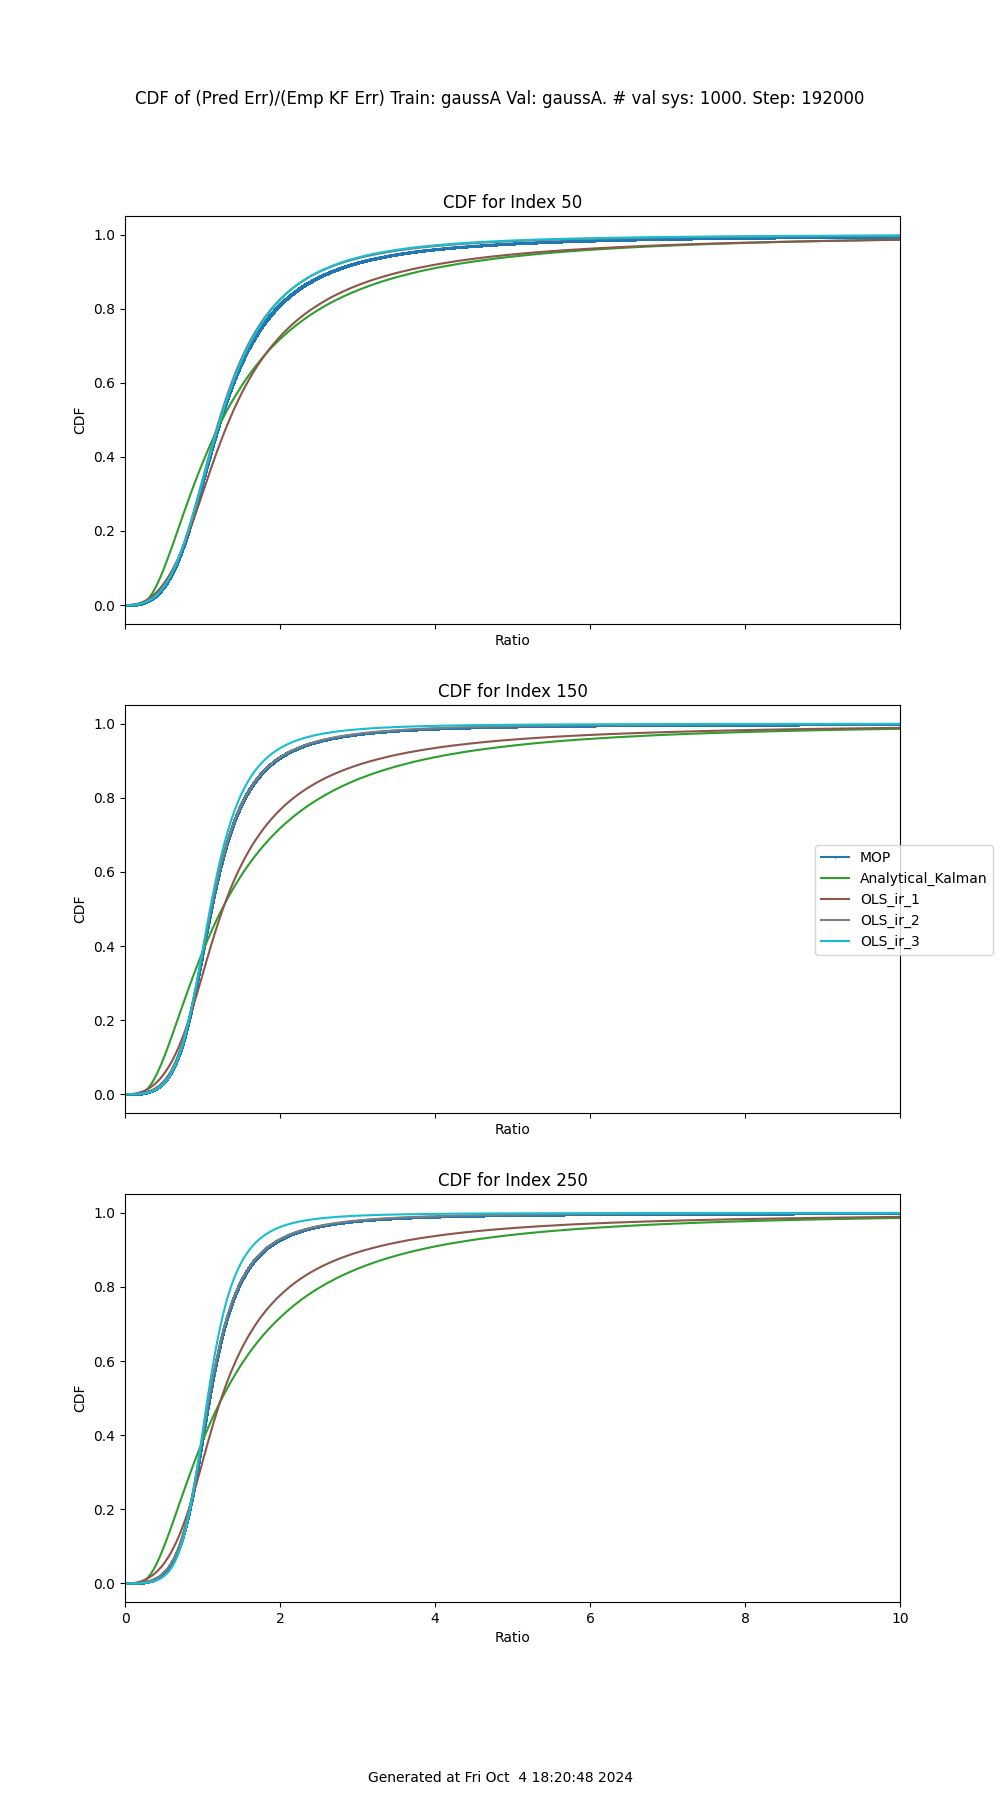 CDF of (Pred Err)/(Emp KF Err) Train: gaussA Val: gaussA. # val sys: 1000. Step: 192000
CDF for Index 50
1.0
0.8
0.6
0.4
0.2
0.0
CDF
Ratio
CDF for Index 150
1.0
0.8
0.6
0.4
0.2
0.0
CDF
Ratio
MOP
Analytical_Kalman
OLS_ir_1
OLS_ir_2
OLS_ir_3
CDF for Index 250
1.0
0.8
0.6
0.4
0.2
0.0
CDF
0 2 4 6 8 10
Ratio
Generated at Fri Oct  4 18:20:48 2024